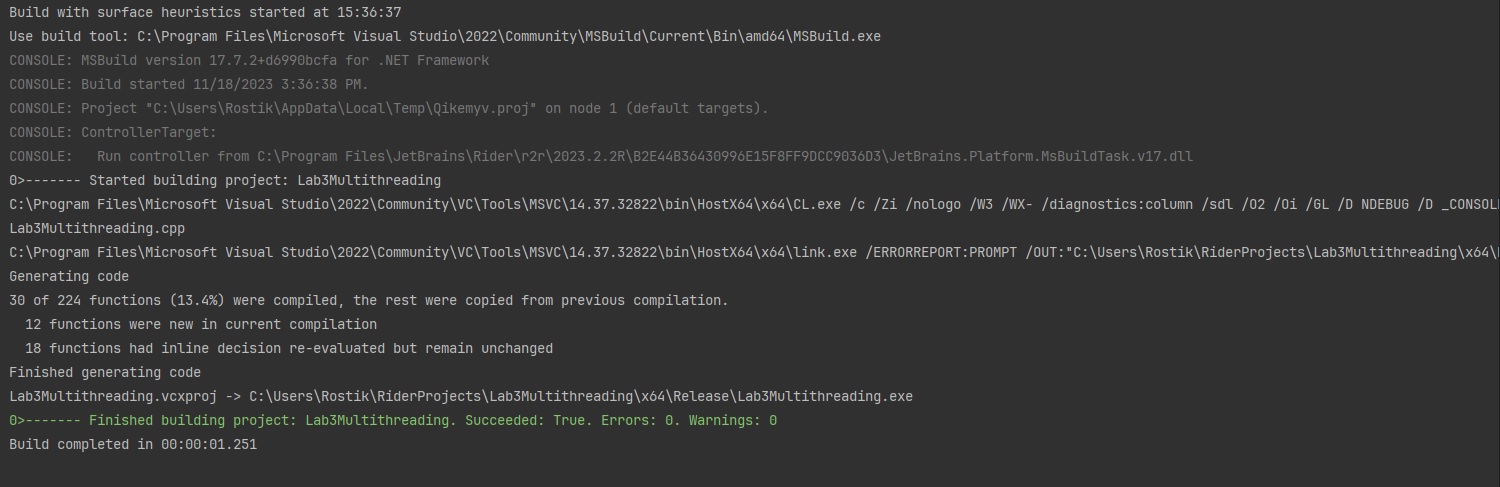 Build with surface heuristics started at 15:36:37
Use build tool: C:\Program Files\Microsoft Visual Studio\2022\Community\MSBuild\Current\Bin\amd64\MSBuild.exe
CONSOLE: MSBuild version 17.7.2+d6990bcfa for .NET Framework
CONSOLE: Build started 11/18/2023 3:36:38 PM.
CONSOLE: Project "C:\Users\Rostik\AppData\Local\Temp\Qikemyv.proj" on node 1 (default targets).
CONSOLE: ControllerTarget:
CONSOLE:   Run controller from C:\Program Files\JetBrains\Rider\r2r\2023.2.2R\B2E44B36430996E15F8FF9DCC9036D3\JetBrains.Platform.MsBuildTask.v17.dll
0>------- Started building project: Lab3Multithreading
C:\Program Files\Microsoft Visual Studio\2022\Community\VC\Tools\MSVC\14.37.32822\bin\HostX64\x64\CL.exe /c /Zi /nologo /W3 /WX- /diagnostics:column /sdl /O2 /Oi /GL /D NDEBUG /D _CONSOL
Lab3Multithreading.cpp
C:\Program Files\Microsoft Visual Studio\2022\Community\VC\Tools\MSVC\14.37.32822\bin\HostX64\x64\link.exe /ERRORREPORT:PROMPT /OUT:"C:\Users\Rostik\RiderProjects\Lab3Multithreading\x64\
Generating code
30 of 224 functions (13.4%) were compiled, the rest were copied from previous compilation.
  12 functions were new in current compilation
  18 functions had inline decision re-evaluated but remain unchanged
Finished generating code
Lab3Multithreading.vcxproj -> C:\Users\Rostik\RiderProjects\Lab3Multithreading\x64\Release\Lab3Multithreading.exe
0>------- Finished building project: Lab3Multithreading. Succeeded: True. Errors: 0. Warnings: 0
Build completed in 00:00:01.251